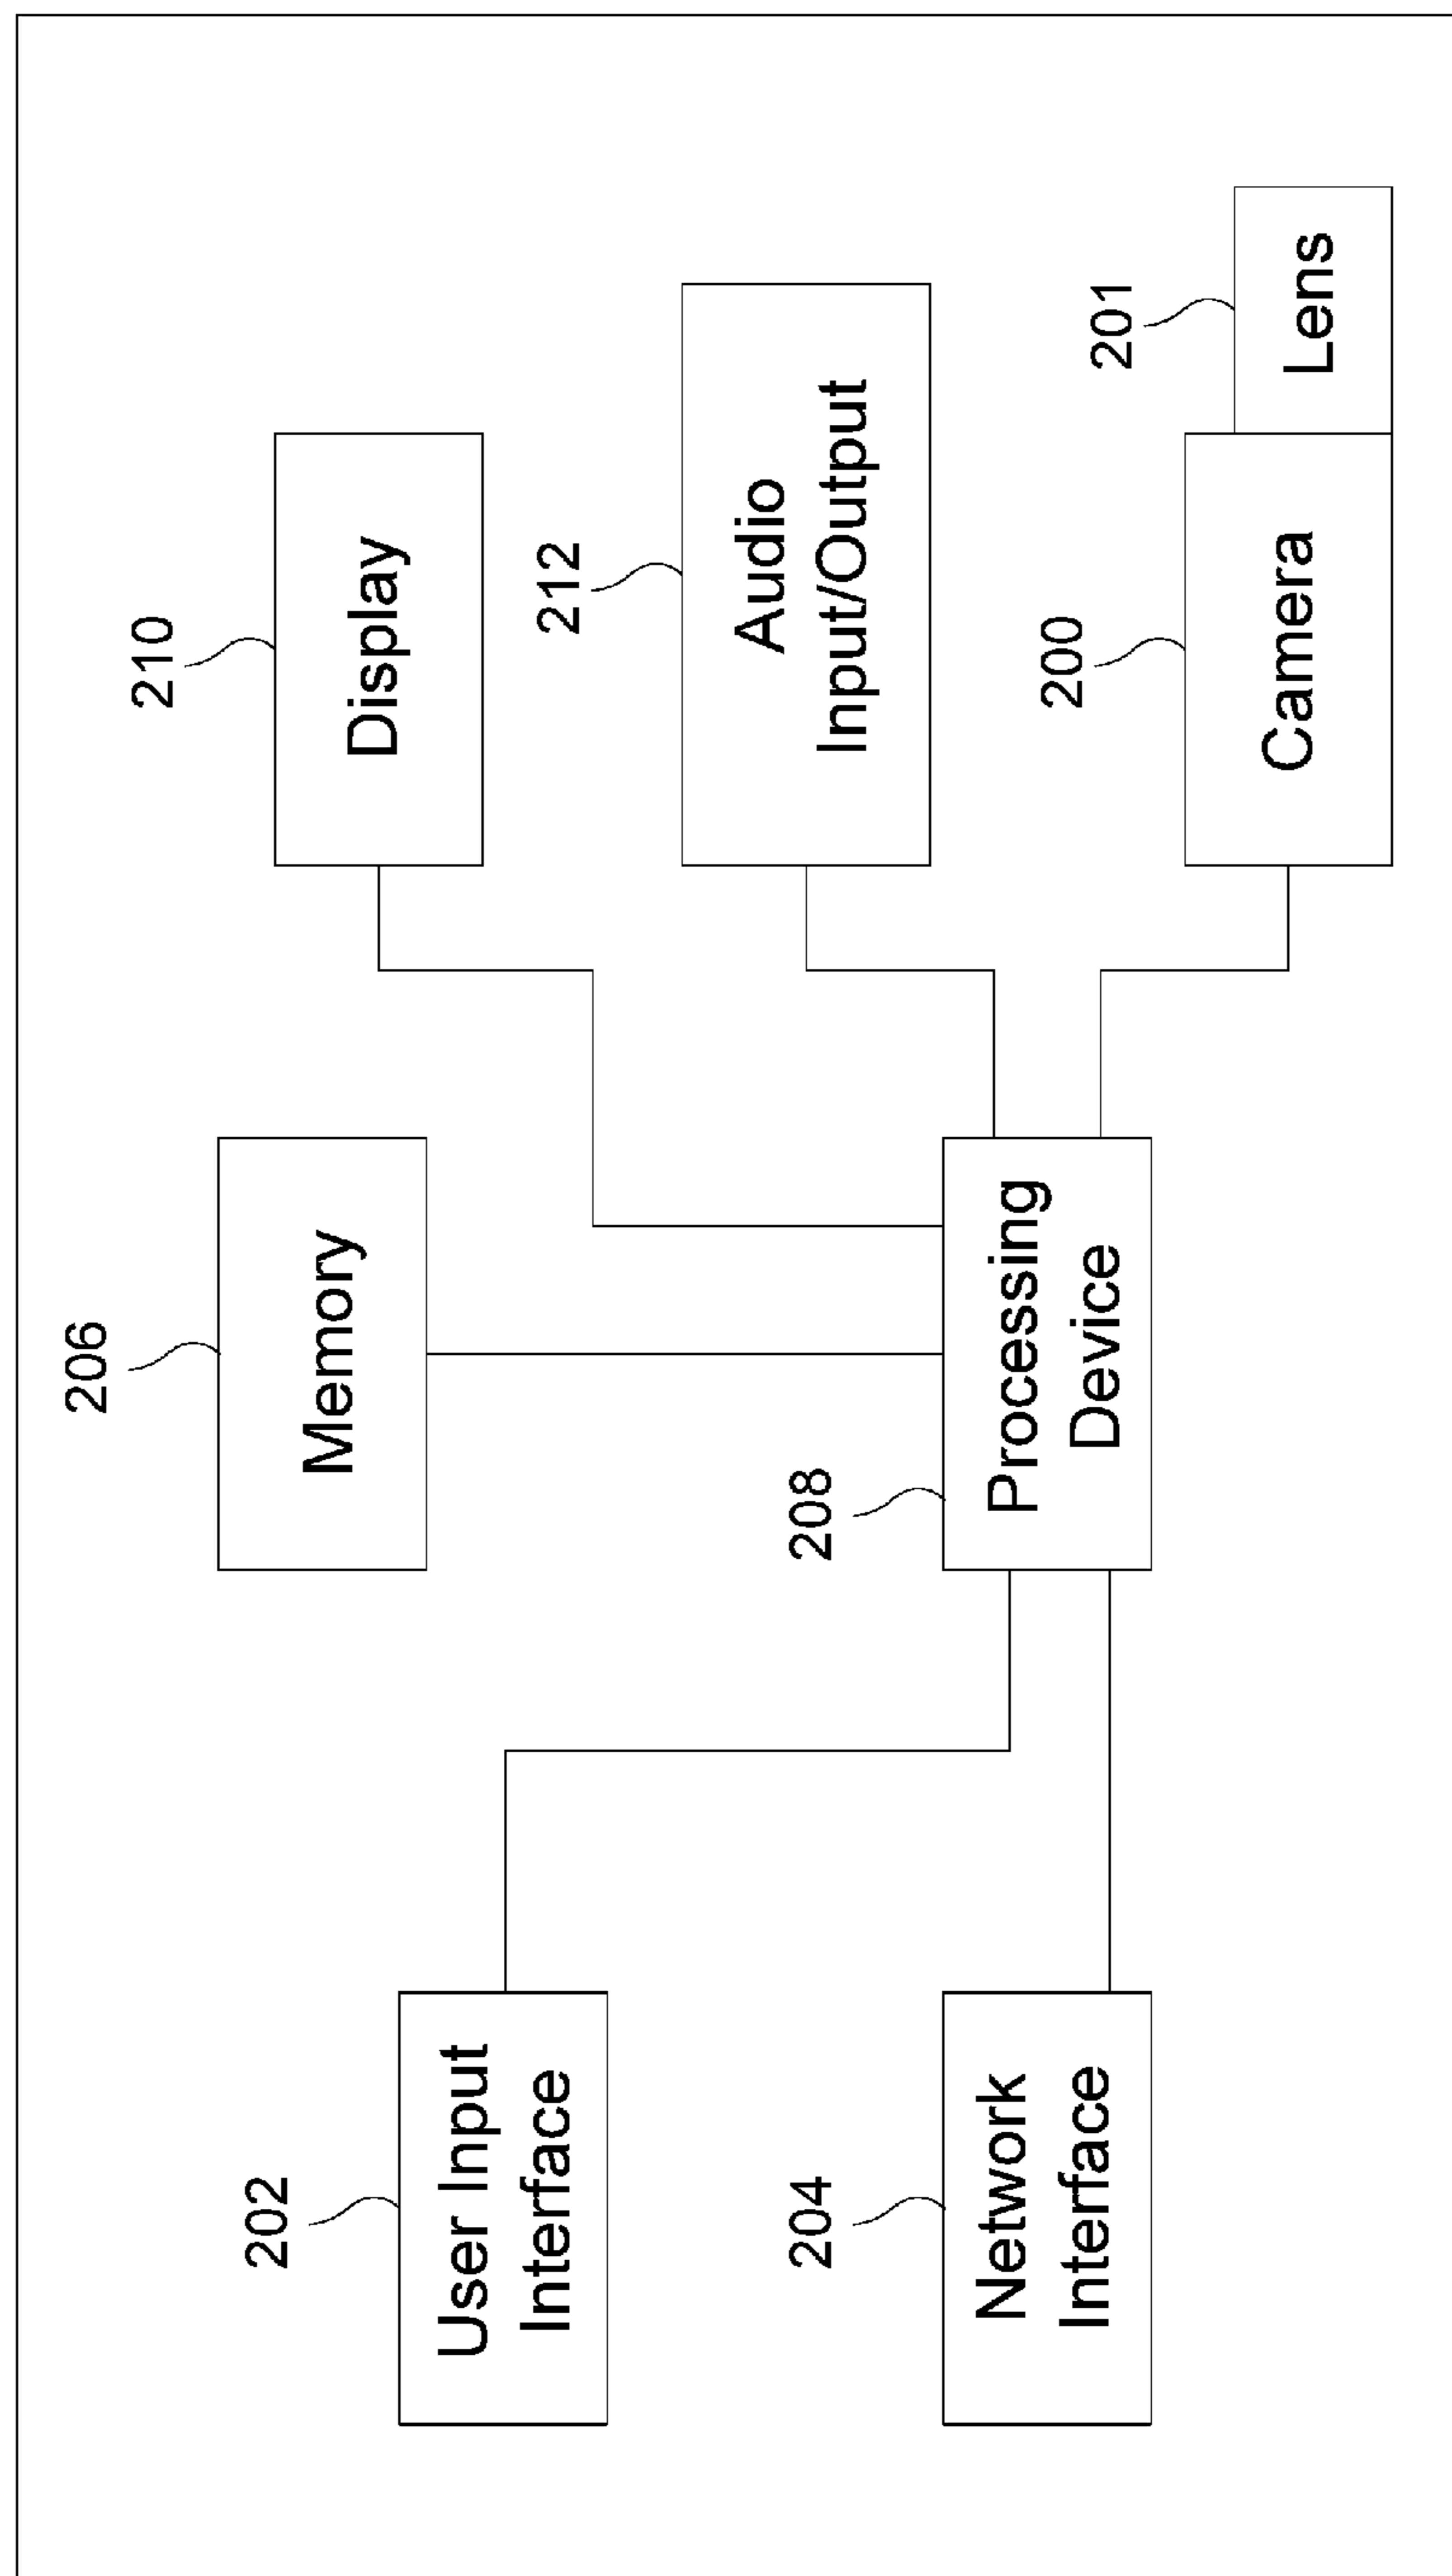 206
Memory
210
Display
202
User Input
Interface
212
Audio
Input/Output
208
Processing
Device
204
Network
Interface
200
Camera
201
Lens